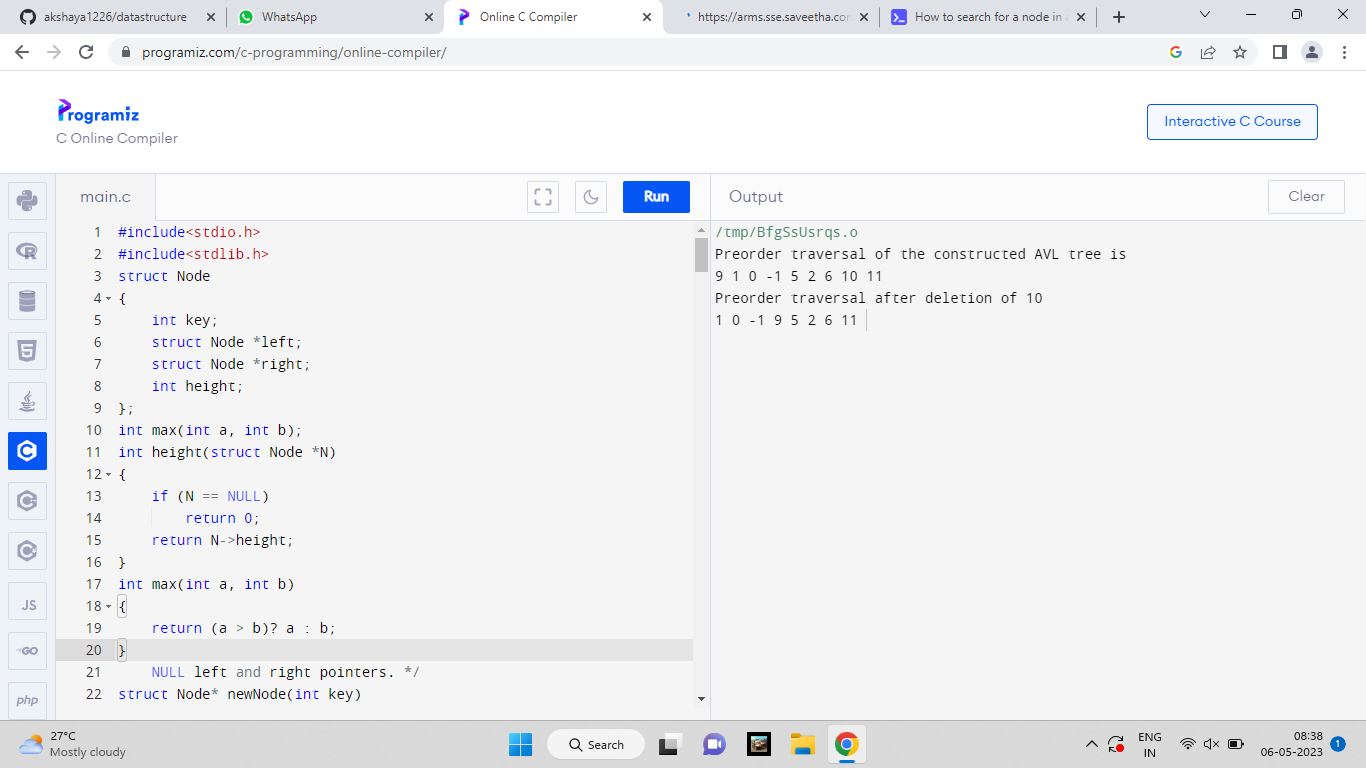 akshaya1226/datastructure
WhatsApp
Online C Compiler
https://arms.sse.saveetha.co
How to search for a node in
programiz.com/c-programming/online-compiler/
Programiz
C Online Compiler
Interactive C Course
main.c
Run
Output
Clear
1 #include<stdio.h>
2 #include<stdlib.h>
3 struct Node
4 {
5 int key;
6 struct Node *left;
7 struct Node *right;
8 int height;
9 };
10 int max(int a, int b);
11 int height(struct Node *N)
12 {
13 if (N == NULL)
14 return 0;
15 return N->height;
16 }
17 int max(int a, int b)
18 {
19 return (a > b)? a : b;
20 }
21 NULL left and right pointers. */
22 struct Node* newNode(int key)
/tmp/BfgSsUsrqs.o
Preorder traversal of the constructed AVL tree is
9 1 0 -1 5 2 6 10 11
Preorder traversal after deletion of 10
1 0 -1 9 5 2 6 11
R
JS
GO
php
27°C
Mostly cloudy
Search
ENG
IN
08:38
06-05-2023
1